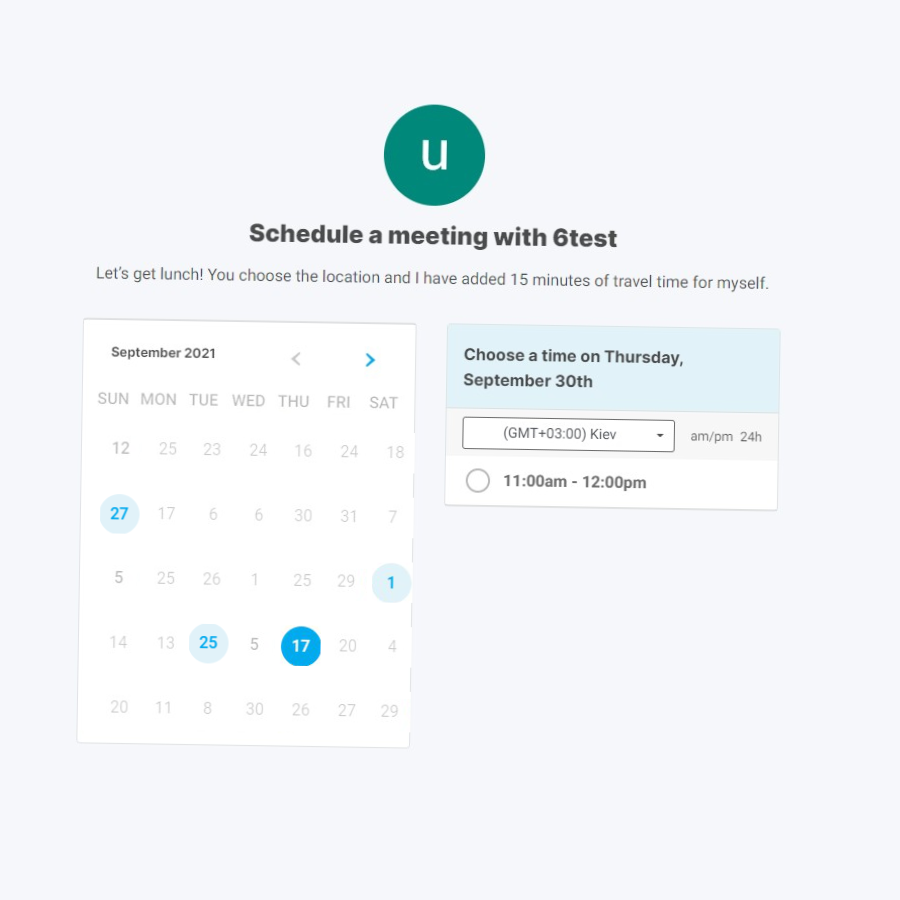 u
Schedule a meeting with 6test
Let's get lunch! You choose the location and I have added 15 minutes of travel time for myself.
September 2021 < >
SUN MON TUE WED THU FRI SAT
12 25 23 24 16 24 18
27 17 6 6 30 31 7
5 25 26 1 25 29 1
14 13 25 5 17 20 4
20 11 8 30 26 27 29
Choose a time on Thursday,
September 30th
(GMT+03:00) Kiev am/pm 24h
11:00am - 12:00pm